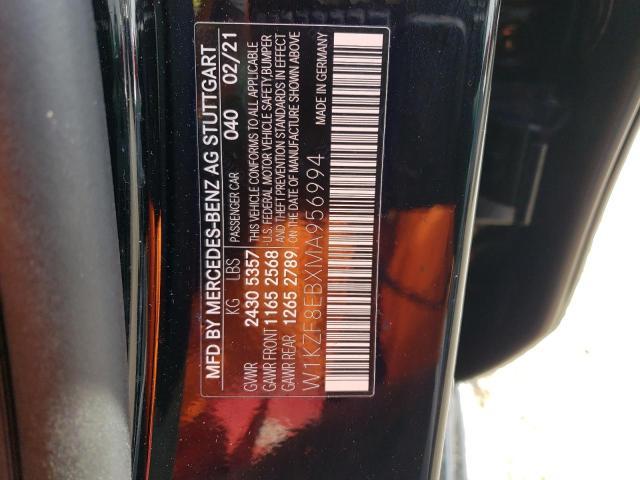 MFD BY MERCEDES-BENZ AG STUTTGART
KG LBS PASSENGER CAR 040 02/21
GVWR 2430 5357 THIS VEHICLE CONFORMS TO ALL APPLICABLE
GAWR FRONT 1165 2568 U.S. FEDERAL MOTOR VEHICLE SAFETY, BUMPER
GAWR REAR 1265 2789 AND THEFT PREVENTION STANDARDS IN EFFECT
ON THE DATE OF MANUFACTURE SHOWN ABOVE
W1KZF8EBXMA956994
MADE IN GERMANY